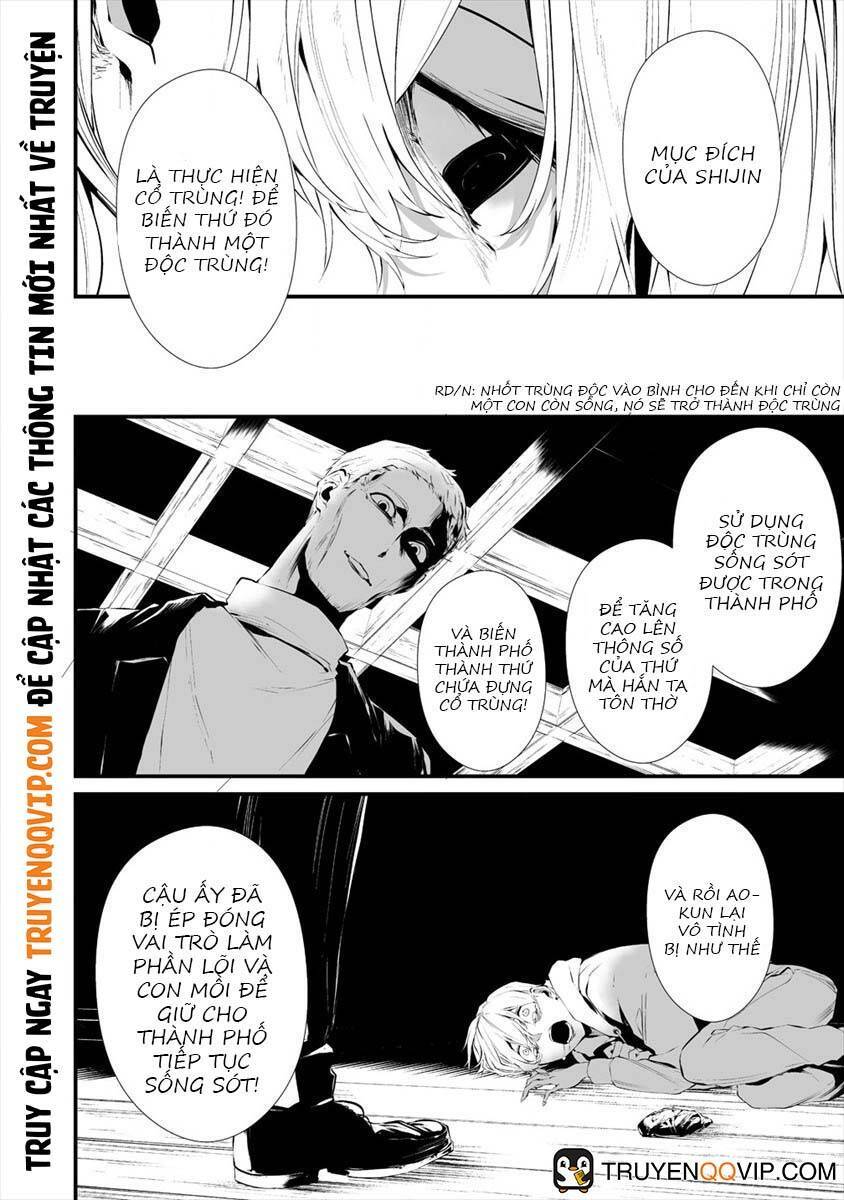 MỤC ĐÍCH
CỦA SHIJIN
LÀ THỰC HIỆN
CỔ TRÙNG! ĐỂ
BIẾN THỨ ĐÓ
THÀNH MỘT
ĐỘC TRÙNG!
RD/N: NHỐT TRÙNG ĐỘC VÀO BÌNH CHO ĐẾN KHI CHỈ CÒN
MỘT CON CÒN SỐNG, NÓ SẼ TRỞ THÀNH ĐỘC TRÙNG
SỬ DỤNG
ĐỘC TRÙNG
SỐNG SÓT
ĐƯỢC TRONG
THÀNH PHỐ
ĐỂ TĂNG
CAO LÊN
THÔNG SỐ
CỦA THỨ
MÀ HẮN TA
TÔN THỜ
VÀ BIẾN
THÀNH PHỐ
THÀNH THỨ
CHỨA ĐỰNG
CỔ TRÙNG!
VÀ RỒI AO-
KUN LẠI
VÔ TÌNH
BỊ NHƯ THẾ
CẬU ẤY ĐÃ
BỊ ÉP ĐÓNG
VAI TRÒ LÀM
PHẦN LÕI VÀ
CON MỒI ĐỂ
GIỮ CHO
THÀNH PHỐ
TIẾP TỤC
SỐNG SÓT!
TRUY CẬP NGAY TRUYENQQVIP.COM ĐỂ CẬP NHẬT CÁC THÔNG TIN MỚI NHẤT VỀ TRUYỆN
TRUYENQQVIP.COM